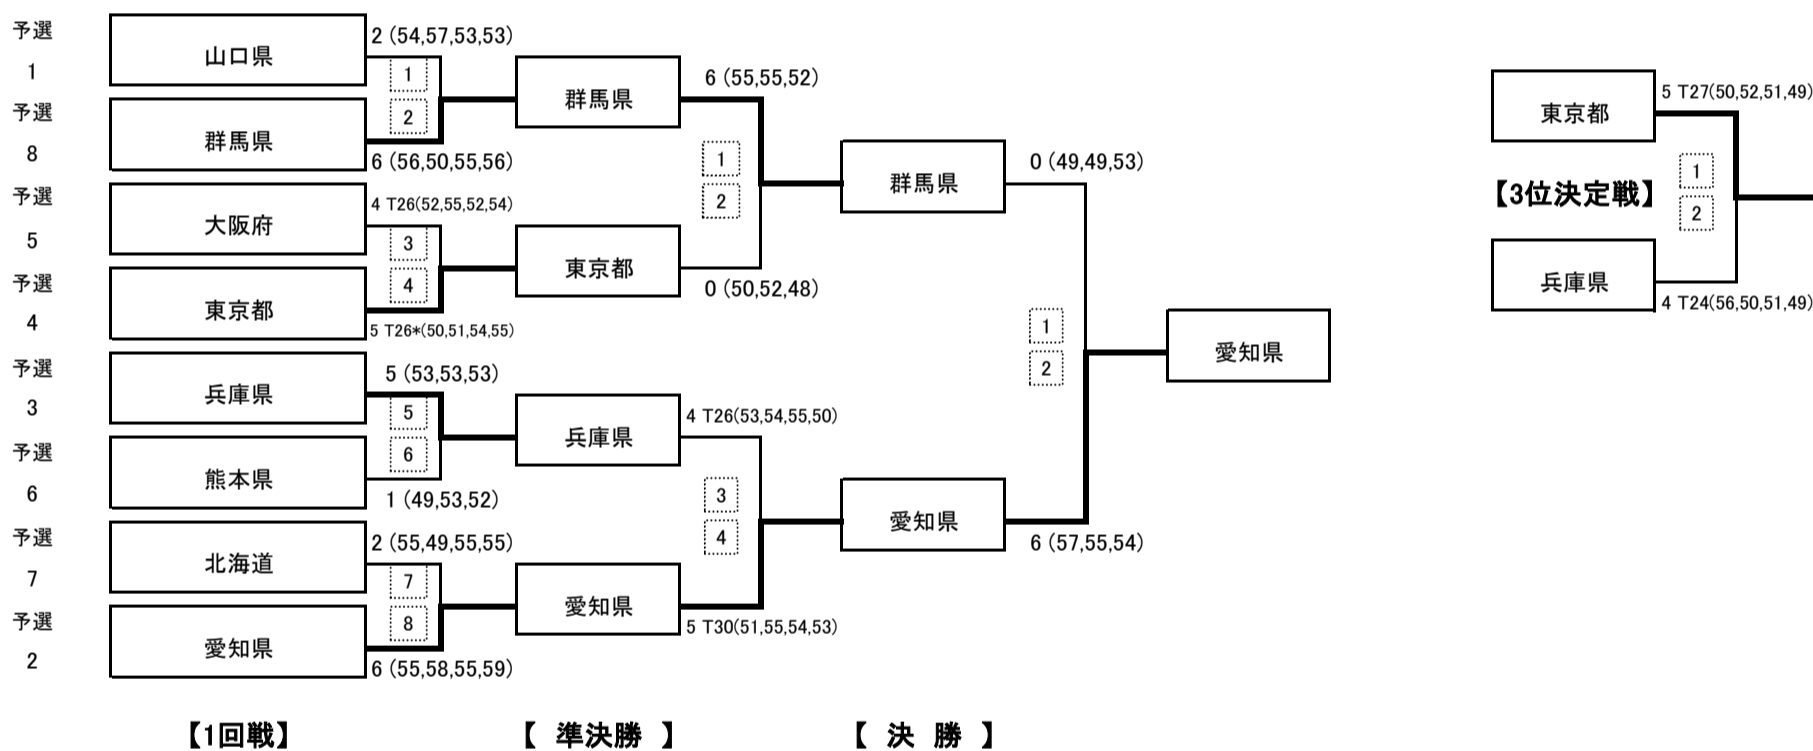 予選
1
山口県
2 (54,57,53,53)
1
2
予選
8
群馬県
6 (56,50,55,56)
予選
5
大阪府
4 T26(52,55,52,54)
3
4
予選
4
東京都
5 T26*(50,51,54,55)
予選
3
兵庫県
5 (53,53,53)
5
6
予選
6
熊本県
1 (49,53,52)
予選
7
北海道
2 (55,49,55,55)
7
8
予選
2
愛知県
6 (55,58,55,59)
【1回戦】
群馬県
6 (55,55,52)
1
2
東京都
0 (50,52,48)
兵庫県
4 T26(53,54,55,50)
3
4
愛知県
5 T30(51,55,54,53)
【 準決勝 】
群馬県
0 (49,49,53)
1
2
愛知県
6 (57,55,54)
【 決 勝 】
愛知県
東京都
5 T27(50,52,51,49)
【3位決定戦】
1
2
兵庫県
4 T24(56,50,51,49)